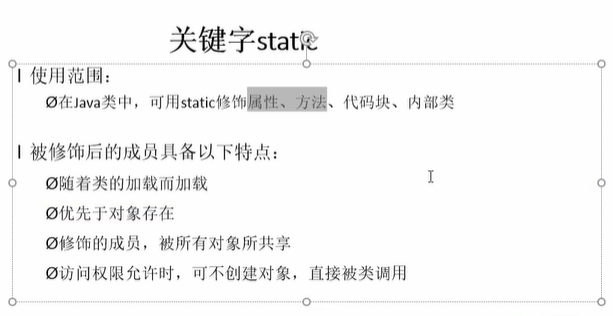 关键字static
l 使用范围：
Ø在Java类中，可用static修饰属性、方法、代码块、内部类
l 被修饰后的成员具备以下特点：
Ø随着类的加载而加载
Ø优先于对象存在
Ø修饰的成员，被所有对象所共享
Ø访问权限允许时，可不创建对象，直接被类调用